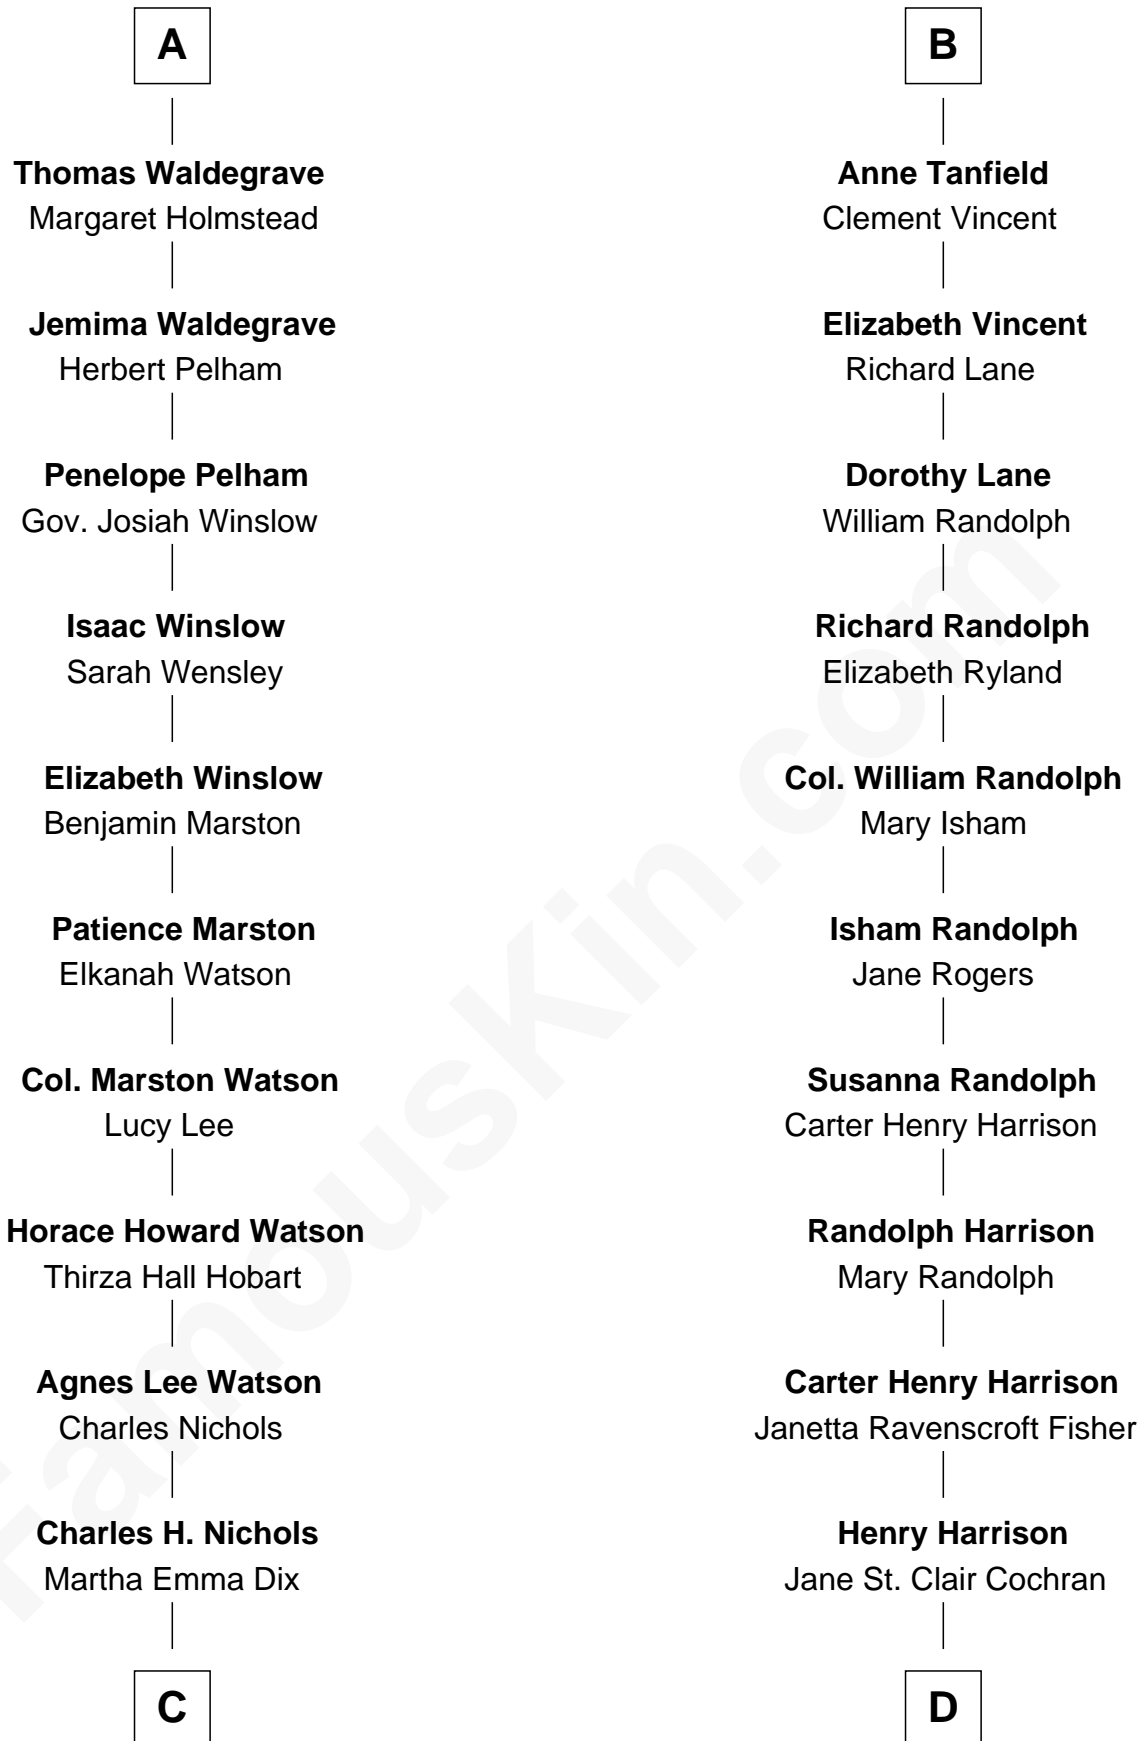 A
Thomas Waldegrave
Margaret Holmstead
Jemima Waldegrave
Herbert Pelham
Penelope Pelham
Gov. Josiah Winslow
Isaac Winslow
Sarah Wensley
Elizabeth Winslow
Benjamin Marston
Patience Marston
Elkanah Watson
Col. Marston Watson
Lucy Lee
Horace Howard Watson
Thirza Hall Hobart
Agnes Lee Watson
Charles Nichols
Charles H. Nichols
Martha Emma Dix
C
B
Anne Tanfield
Clement Vincent
Elizabeth Vincent
Richard Lane
Dorothy Lane
William Randolph
Richard Randolph
Elizabeth Ryland
Col. William Randolph
Mary Isham
Isham Randolph
Jane Rogers
Susanna Randolph
Carter Henry Harrison
Randolph Harrison
Mary Randolph
Carter Henry Harrison
Janetta Ravenscroft Fisher
Henry Harrison
Jane St. Clair Cochran
D
FamousKin.com